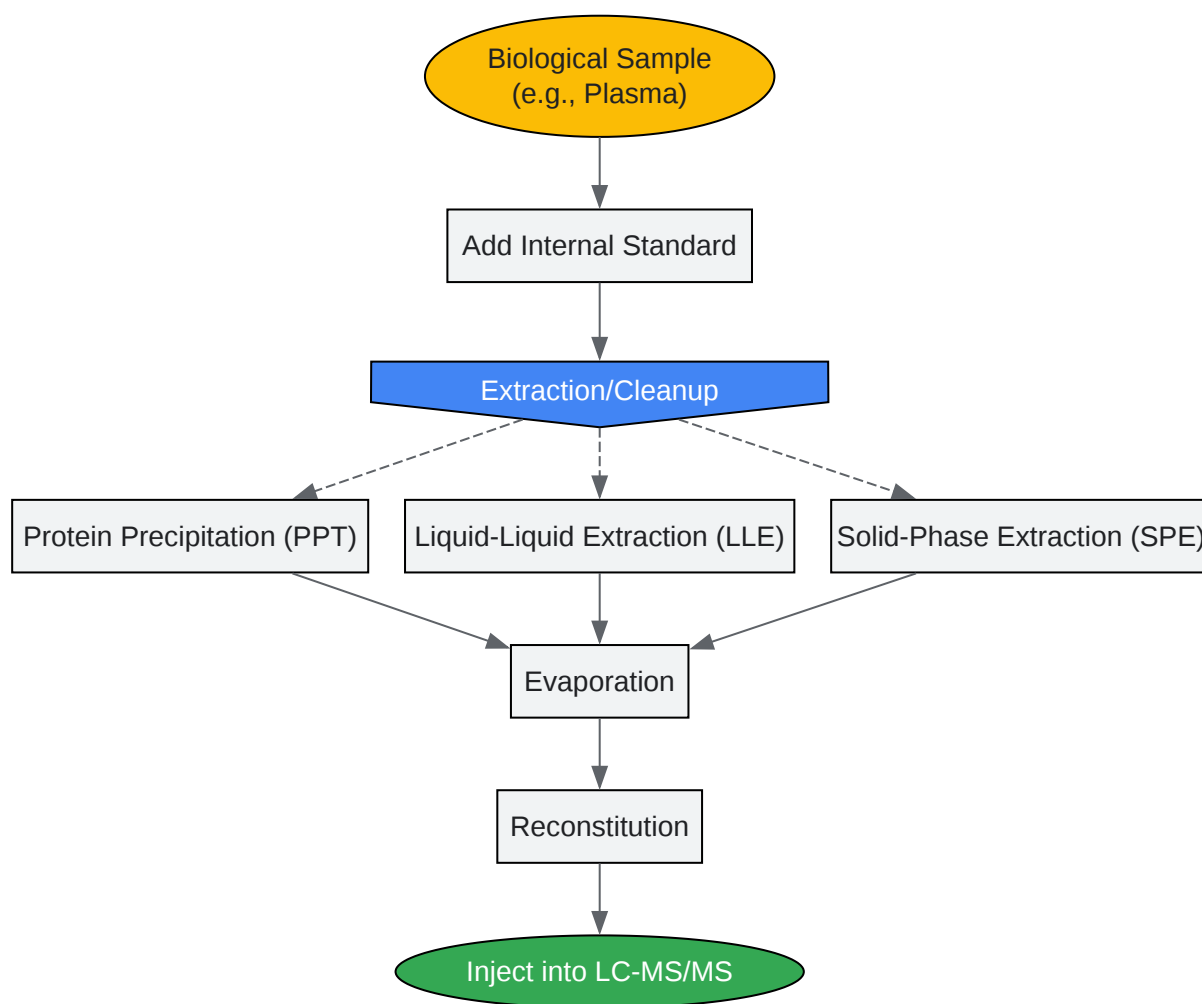 Biological Sample
(e.g., Plasma)
Add Internal Standard
Extraction/Cleanup
Protein Precipitation (PPT)
Liquid-Liquid Extraction (LLE)
Solid-Phase Extraction (SPE)
Evaporation
Reconstitution
Inject into LC-MS/MS